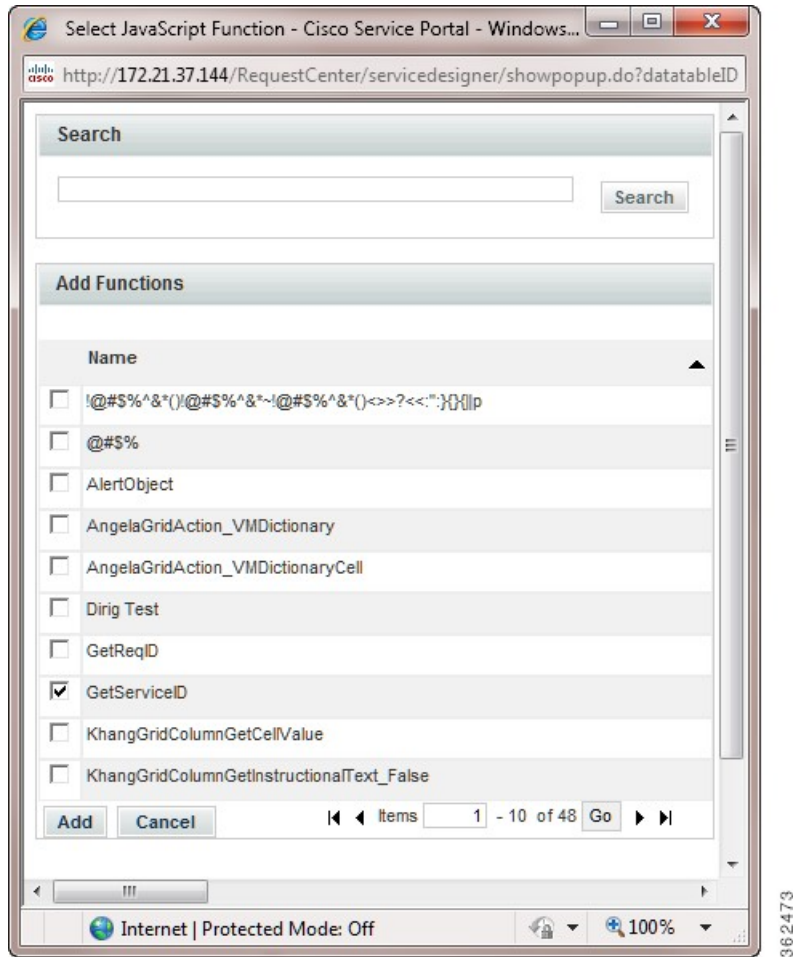 Select JavaScript Function - Cisco Service Portal - Windows...
cisco http://172.21.37.144/RequestCenter/servicedesigner/showpopup.do?datatableID
Search
Search
Add Functions
Name
!@#$%^&*()!@#$%^&*~!@#$%^&*()<>>?<<:":}{}{[||p
@#$%
AlertObject
AngelaGridAction_VMDictionary
AngelaGridAction_VMDictionaryCell
Dirig Test
GetReqID
GetServiceID
KhangGridColumnGetCellValue
KhangGridColumnGetInstructionalText_False
Add Cancel Items 1 - 10 of 48 Go
Internet | Protected Mode: Off 100%
362473